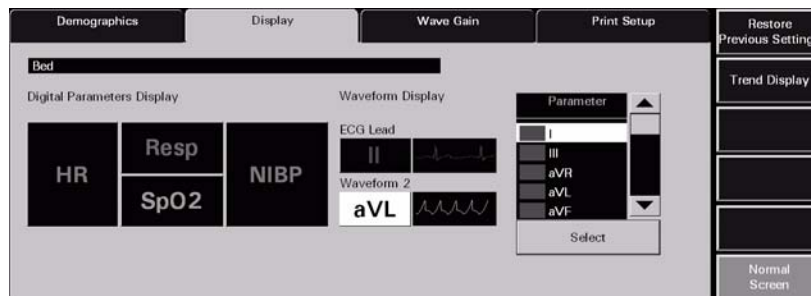 Demographics
Display
Wave Gain
Print Setup
Restore
Previous Setting
Bed
Trend Display
Digital Parameters Display
Waveform Display
Parameter
ECG Lead
II
HR
Resp
SpO2
NIBP
Waveform 2
aVL
I
III
aVR
aVL
aVF
Select
Normal
Screen